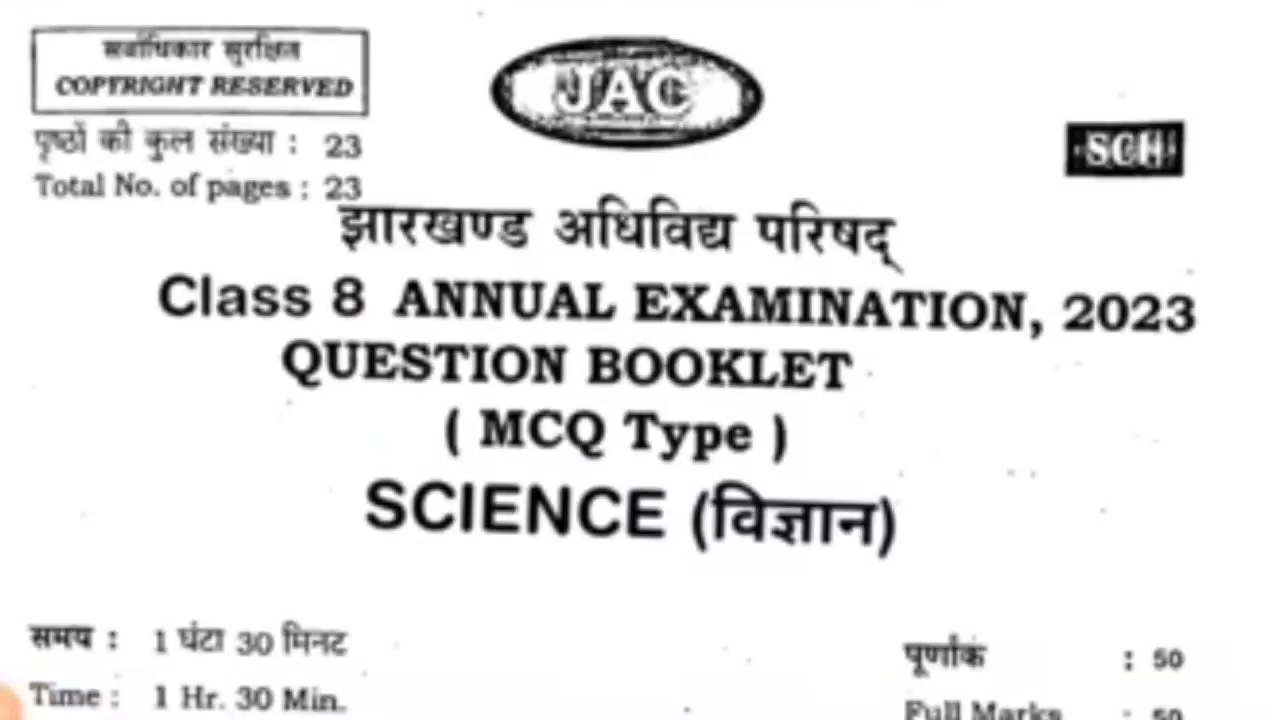 सर्वाधिकार सुरक्षित
COPYRIGHT RESERVED
JAC
पृष्ठों की कुल संख्या : 23
SCH
Total No. of pages : 23
झारखण्ड अधिविद्य परिषद्
Class 8 ANNUAL EXAMINATION, 2023
QUESTION BOOKLET
( MCQ Type )
SCIENCE (विज्ञान)
समय : 1 घंटा 30 मिनट
पूर्णांक : 50
Time : 1 Hr. 30 Min.
Full Marks : 50